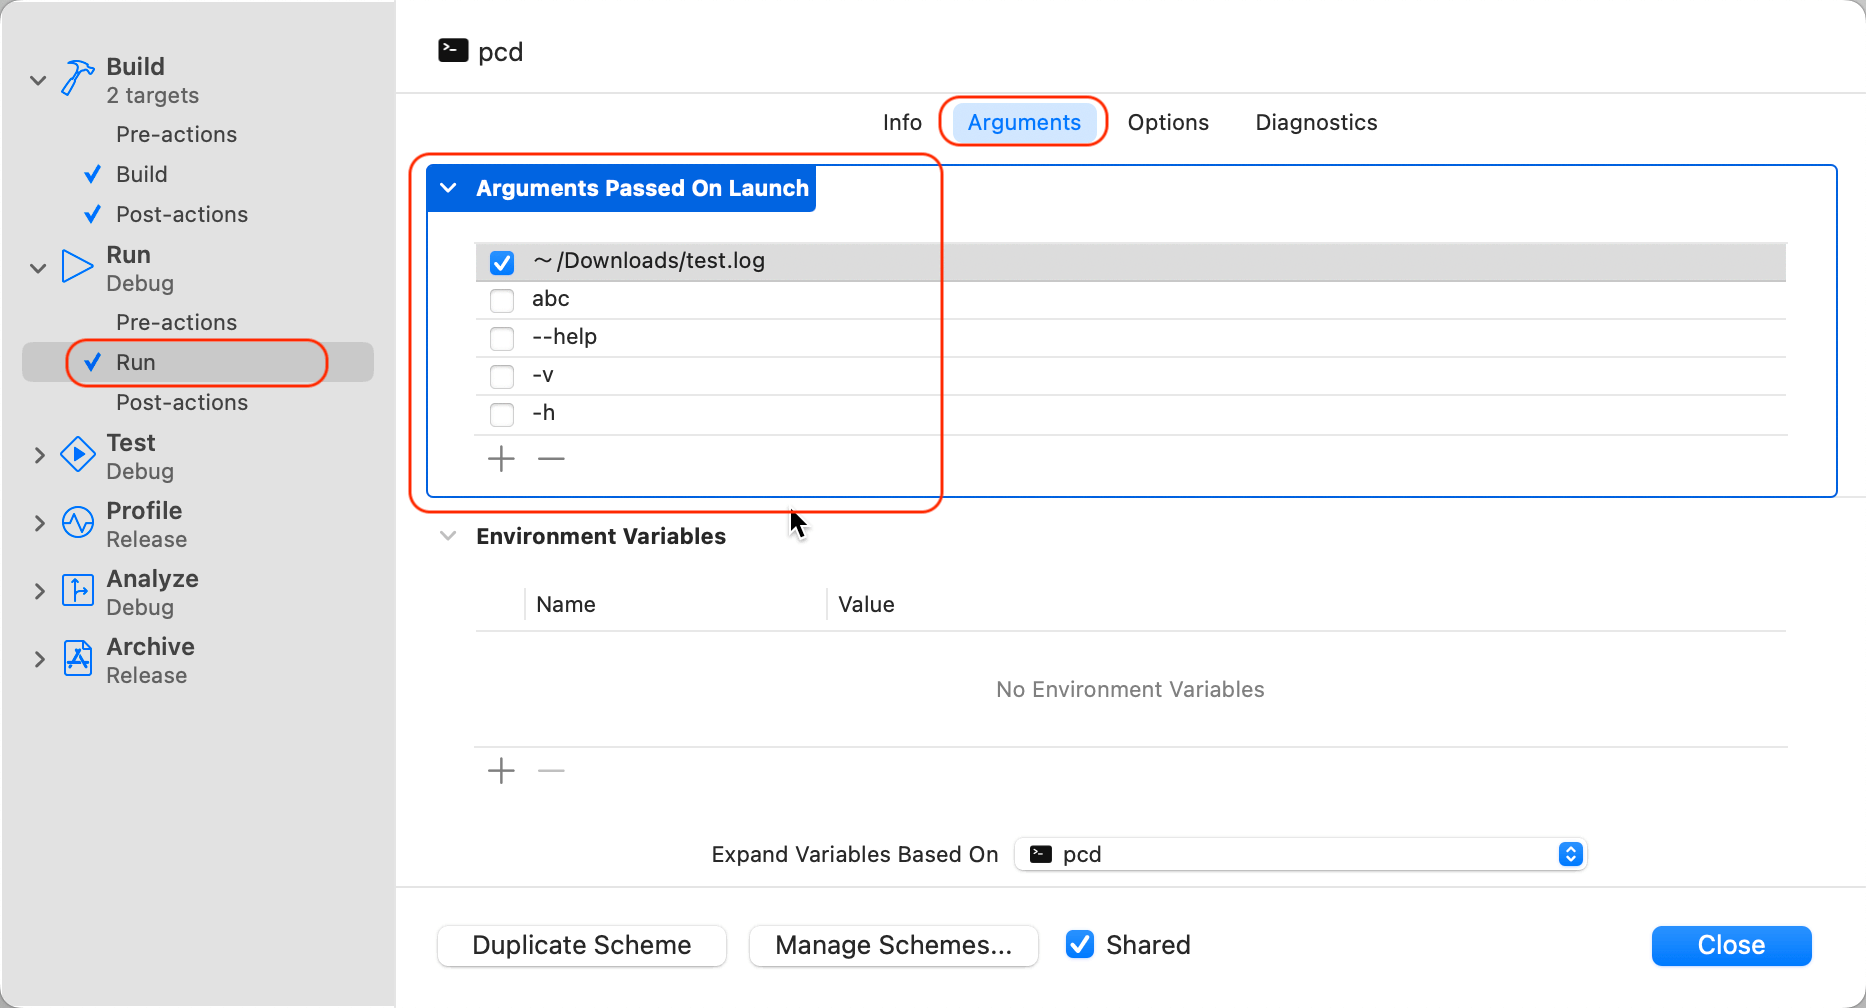 Build
2 targets
Pre-actions
Build
Post-actions
Run
Debug
Pre-actions
Run
Post-actions
Test
Debug
Profile
Release
Analyze
Debug
Archive
Release
pcd
Info Arguments Options Diagnostics
Arguments Passed On Launch
~/Downloads/test.log
abc
--help
-v
-h
Environment Variables
Name Value
No Environment Variables
Expand Variables Based On pcd
Duplicate Scheme Manage Schemes... Shared Close